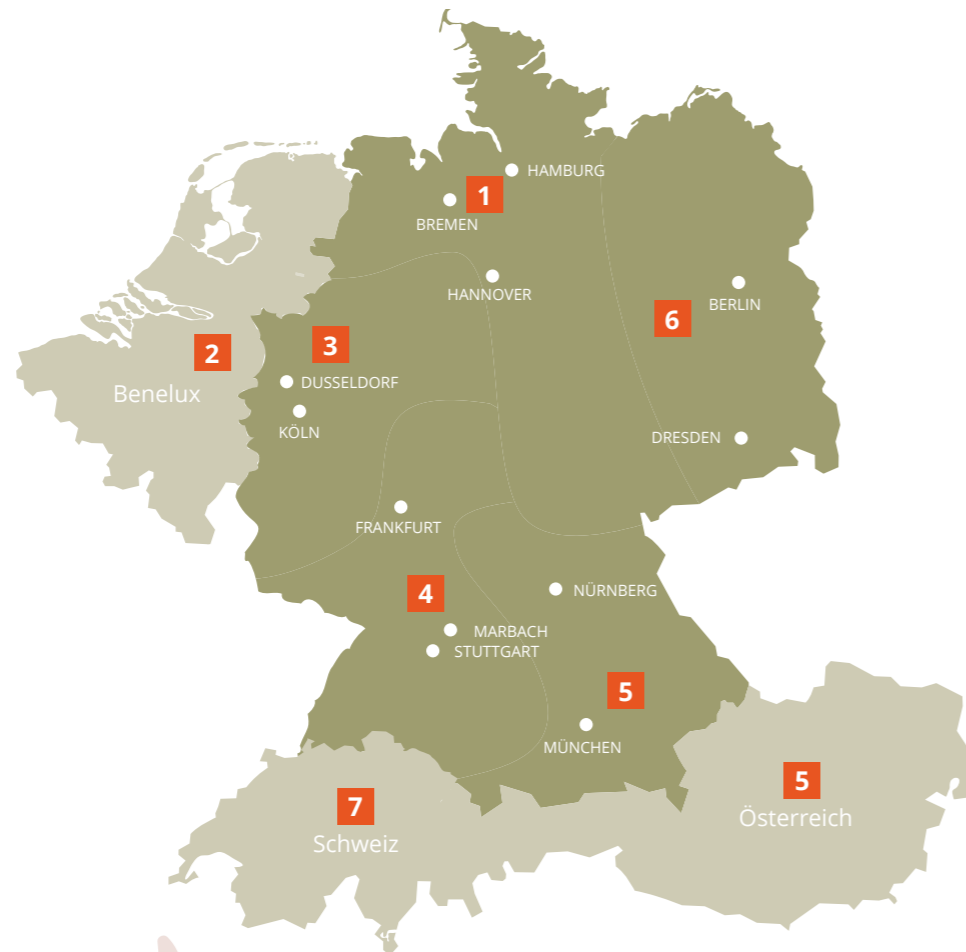 HAMBURG
1
BREMEN
HANNOVER
BERLIN
6
3
2
DUSSELDORF
Benelux
KÖLN
DRESDEN
FRANKFURT
4
NÜRNBERG
MARBACH
STUTTGART
5
MÜNCHEN
5
Österreich
7
Schweiz